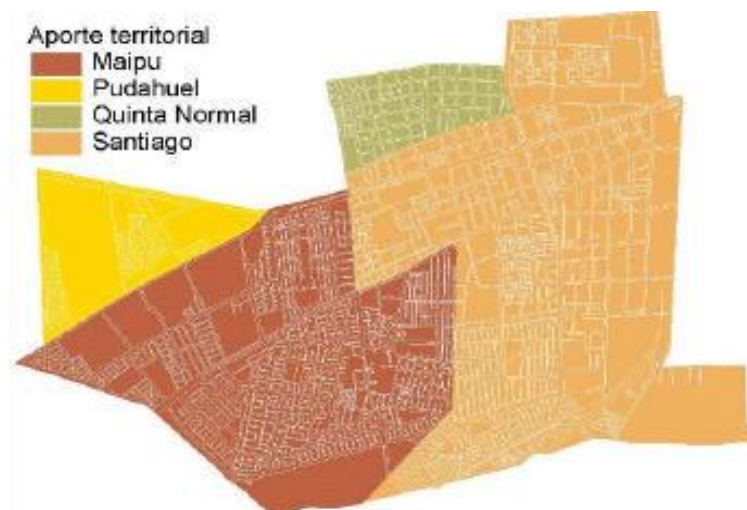 Aporte territorial
Maipu
Pudahuel
Quinta Normal
Santiago